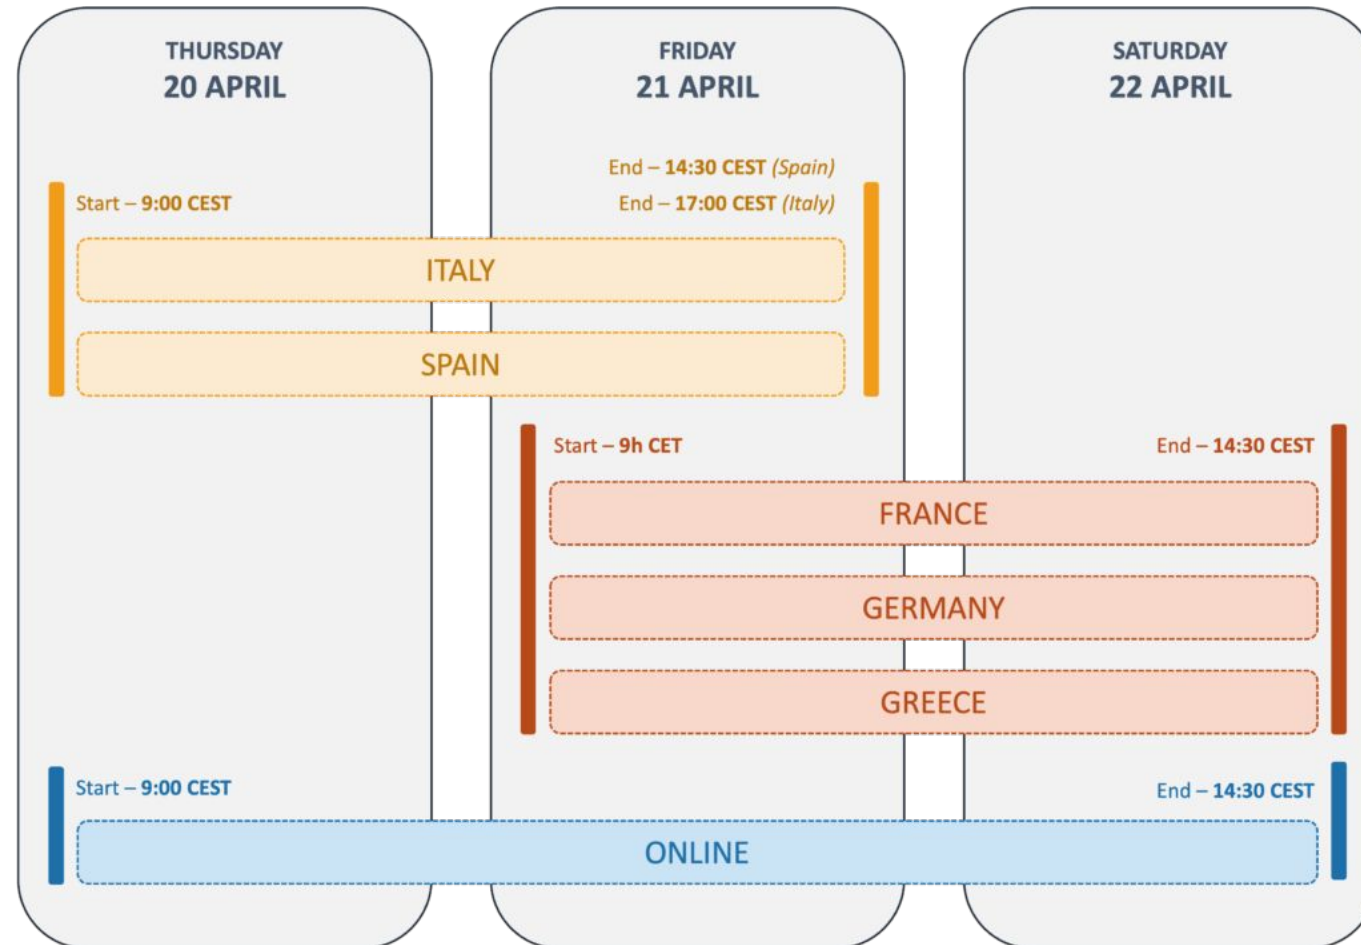 THURSDAY
20 APRIL
FRIDAY
21 APRIL
SATURDAY
22 APRIL
End – 14:30 CEST (Spain)
Start – 9:00 CEST
End – 17:00 CEST (Italy)
ITALY
SPAIN
Start – 9h CET
End – 14:30 CEST
FRANCE
GERMANY
GREECE
Start – 9:00 CEST
End – 14:30 CEST
ONLINE